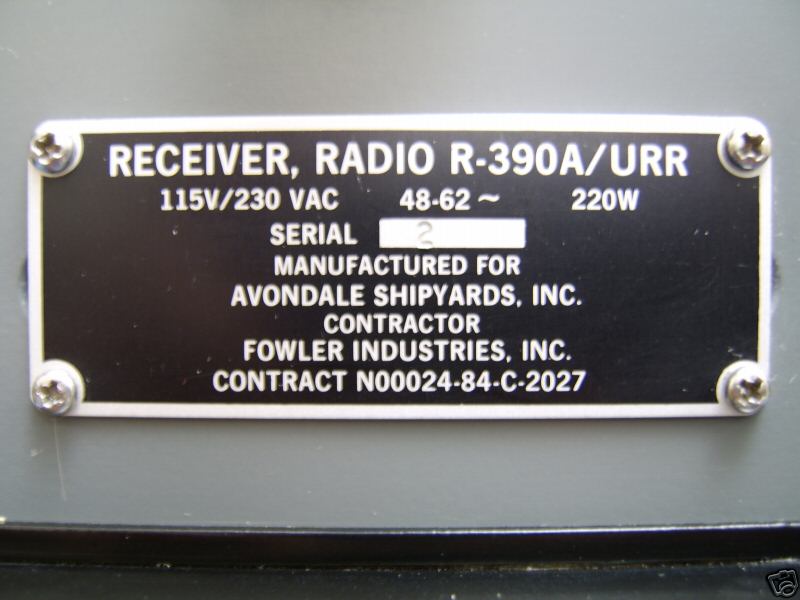 RECEIVER, RADIO R-390A/URR
115V/230 VAC 48-62 ~ 220W
SERIAL 2
MANUFACTURED FOR
AVONDALE SHIPYARDS, INC.
CONTRACTOR
FOWLER INDUSTRIES, INC.
CONTRACT N00024-84-C-2027